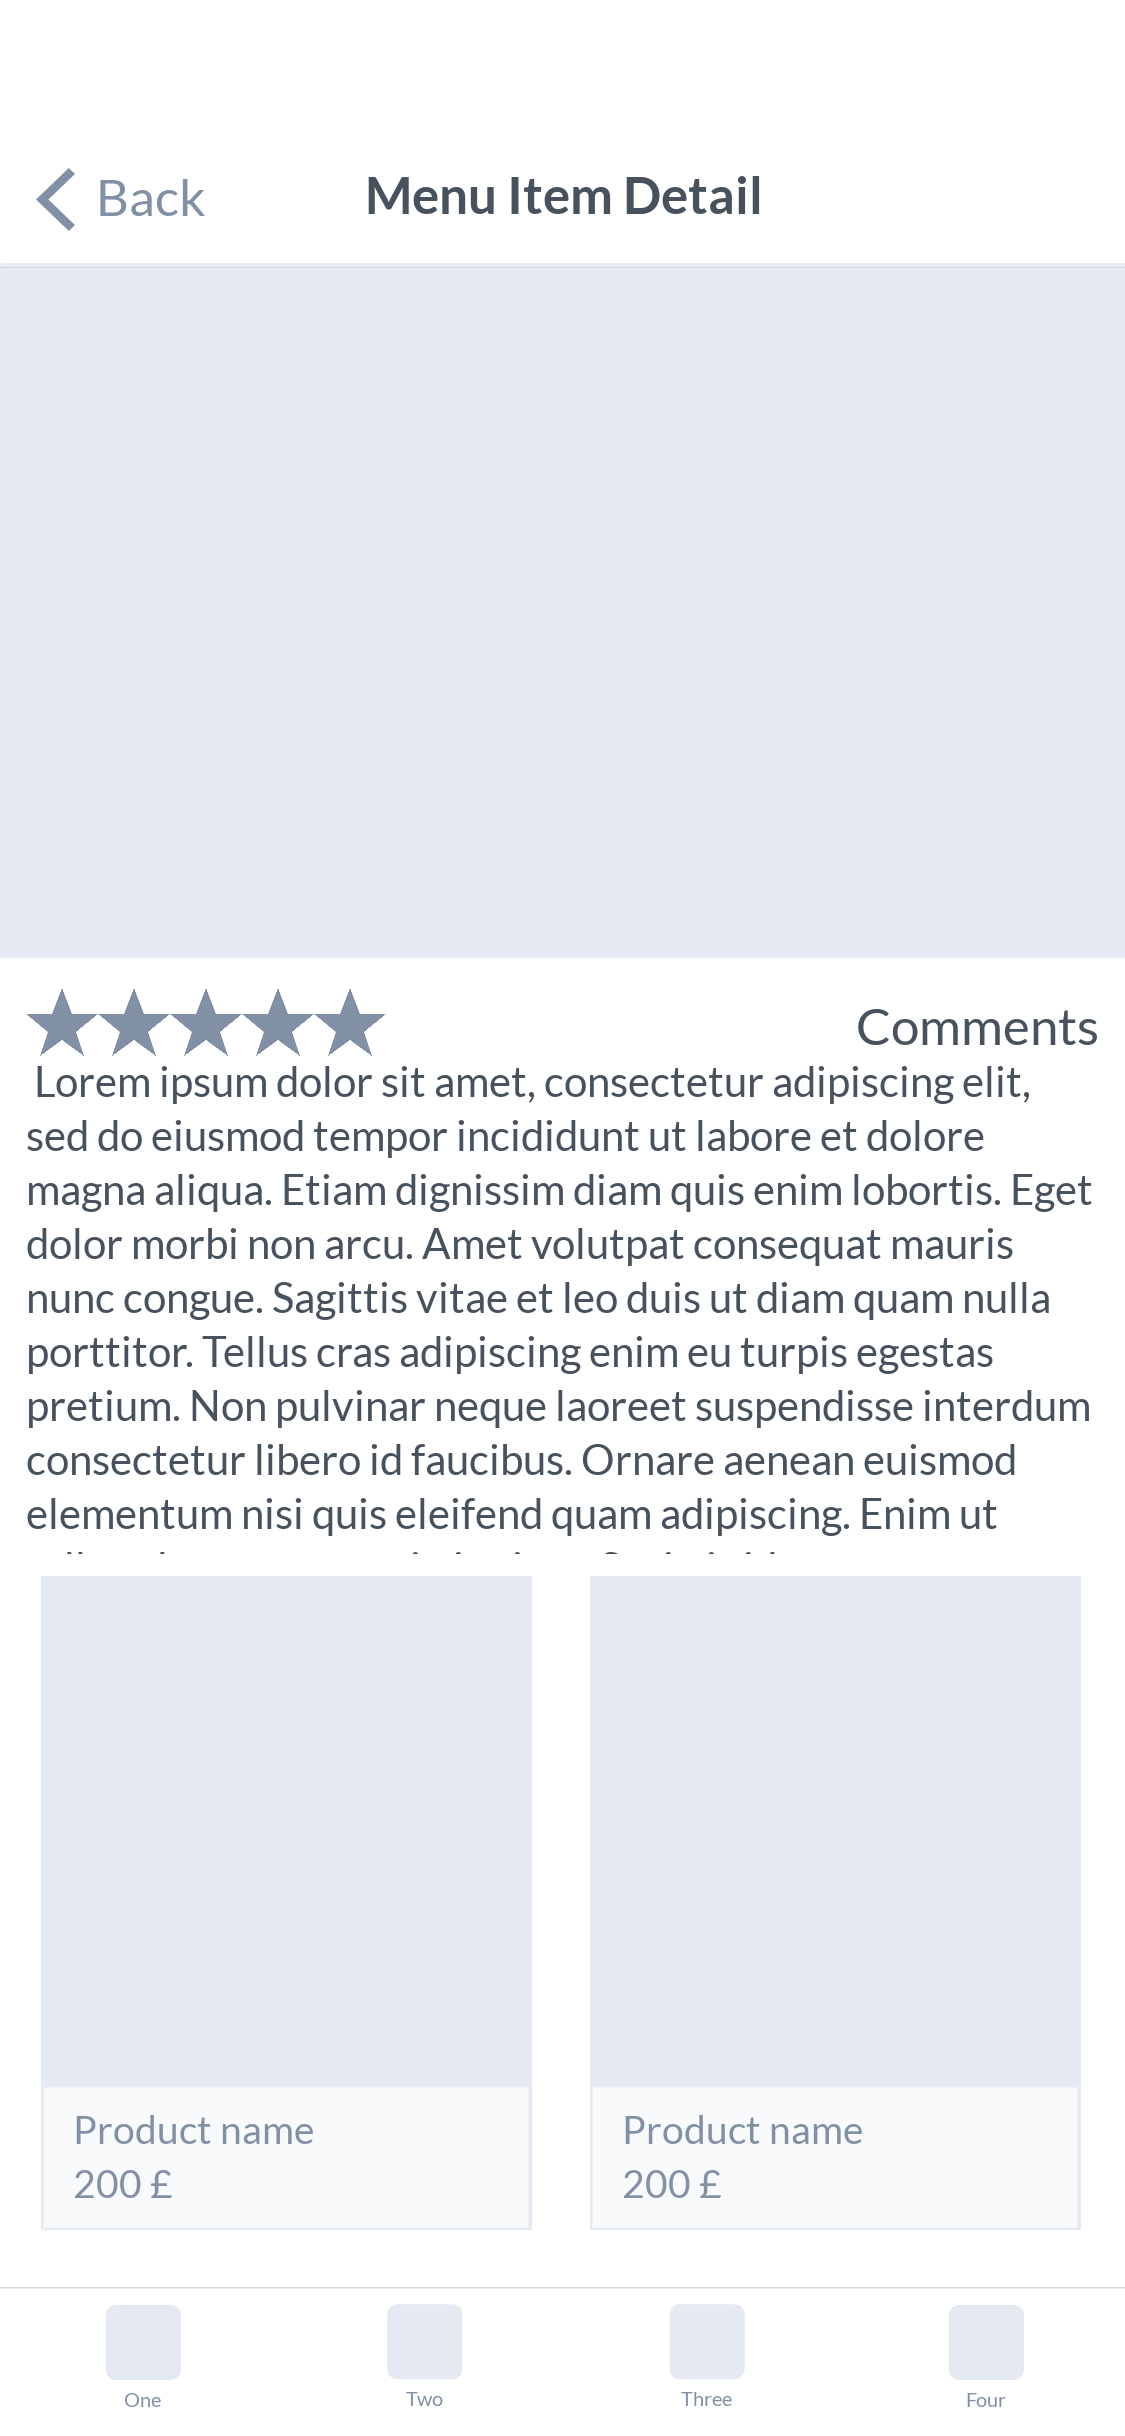 Back
Menu Item Detail
Comments
Lorem ipsum dolor sit amet, consectetur adipiscing elit,
sed do eiusmod tempor incididunt ut labore et dolore
magna aliqua. Etiam dignissim diam quis enim lobortis. Eget
dolor morbi non arcu. Amet volutpat consequat mauris
nunc congue. Sagittis vitae et leo duis ut diam quam nulla
porttitor. Tellus cras adipiscing enim eu turpis egestas
pretium. Non pulvinar neque laoreet suspendisse interdum
consectetur libero id faucibus. Ornare aenean euismod
elementum nisi quis eleifend quam adipiscing. Enim ut
Product name
200 £
Product name
200 £
One
Two
Three
Four